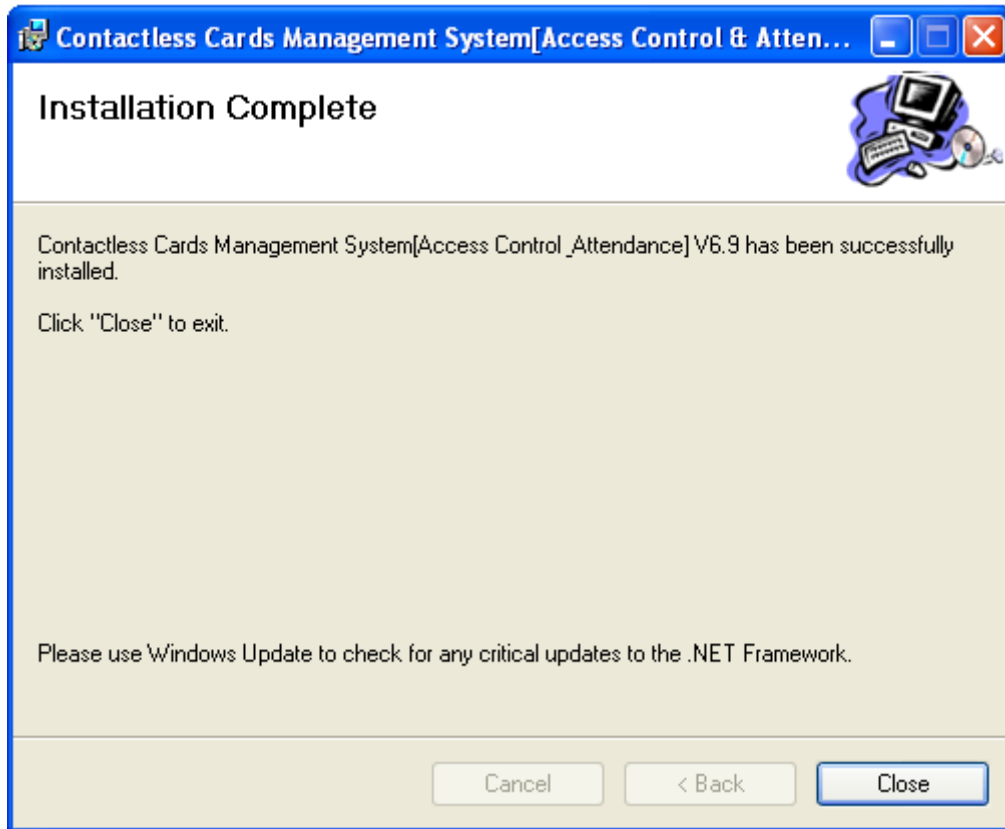 Contactless Cards Management System[Access Control & Atten...
Installation Complete
Contactless Cards Management System[Access Control _Attendance] V6.9 has been successfully
installed.
Click "Close" to exit.
Please use Windows Update to check for any critical updates to the .NET Framework.
Cancel
< Back
Close